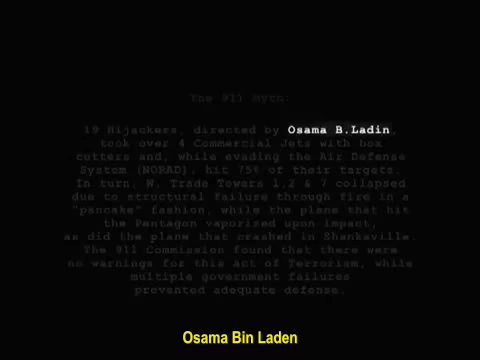 The 911 Myth:
19 Hijackers, directed by Osama B.Ladin,
took over 4 Commercial Jets with box
cutters and, while evading the Air Defense
System (NORAD), hit 75% of their targets.
In turn, W. Trade Towers 1,2 & 7 collapsed
due to structural failure through fire in a
"pancake" fashion, while the plane that hit
the Pentagon vaporized upon impact,
as did the plane that crashed in Shanksville.
The 911 Commission found that there were
no warnings for this act of Terrorism, while
multiple government failures
prevented adequate defense.
Osama Bin Laden